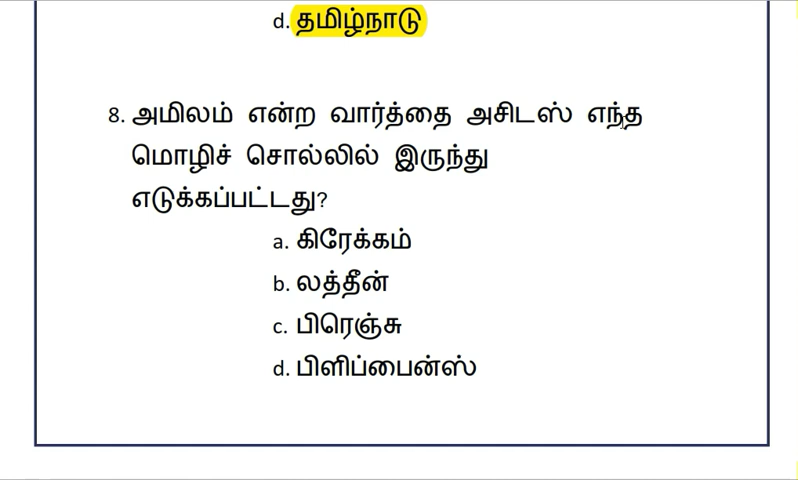 d. தமிழ்நாடு
8. அமிலம் என்ற வார்த்தை அசிடஸ் எந்த
மொழிச் சொல்லில் இருந்து
எடுக்கப்பட்டது?
a. கிரேக்கம்
b. லத்தீன்
c. பிரெஞ்சு
d. பிளிப்பைன்ஸ்